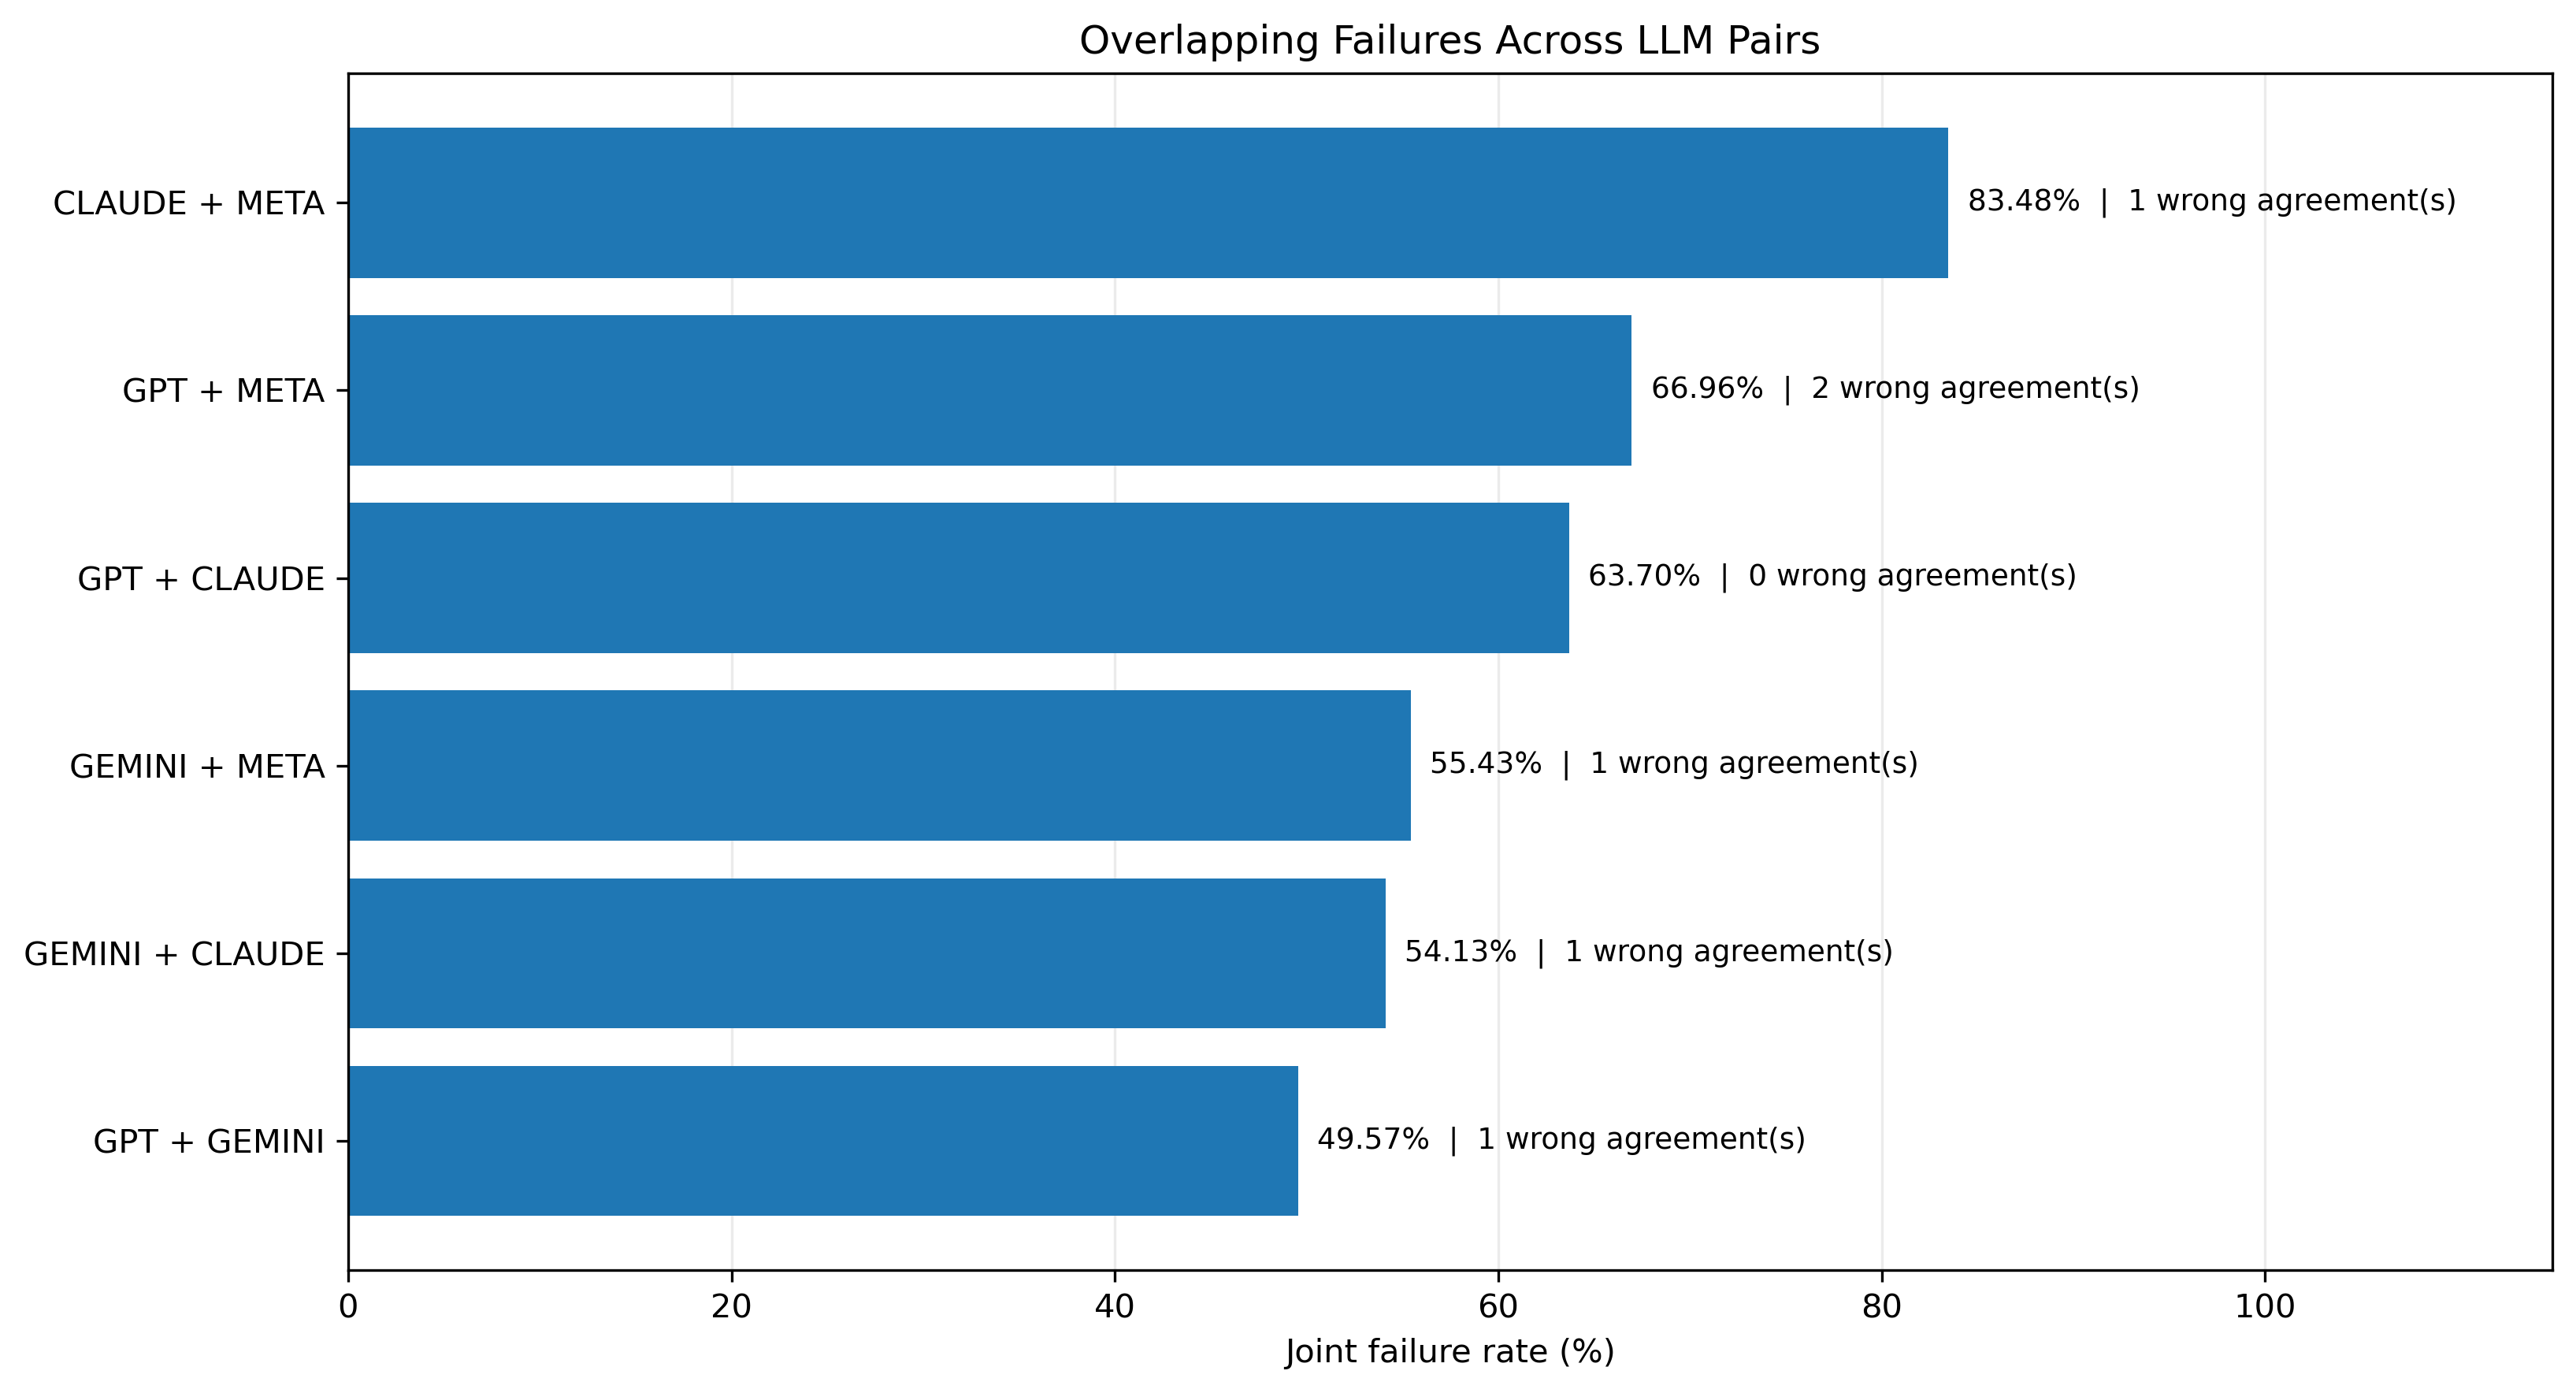 Overlapping Failures Across LLM Pairs
CLAUDE + META
83.48% | 1 wrong agreement(s)
GPT + META
66.96% | 2 wrong agreement(s)
GPT + CLAUDE
63.70% | 0 wrong agreement(s)
GEMINI + META
55.43% | 1 wrong agreement(s)
GEMINI + CLAUDE
54.13% | 1 wrong agreement(s)
GPT + GEMINI
49.57% | 1 wrong agreement(s)
0 20 40 60 80 100
Joint failure rate (%)